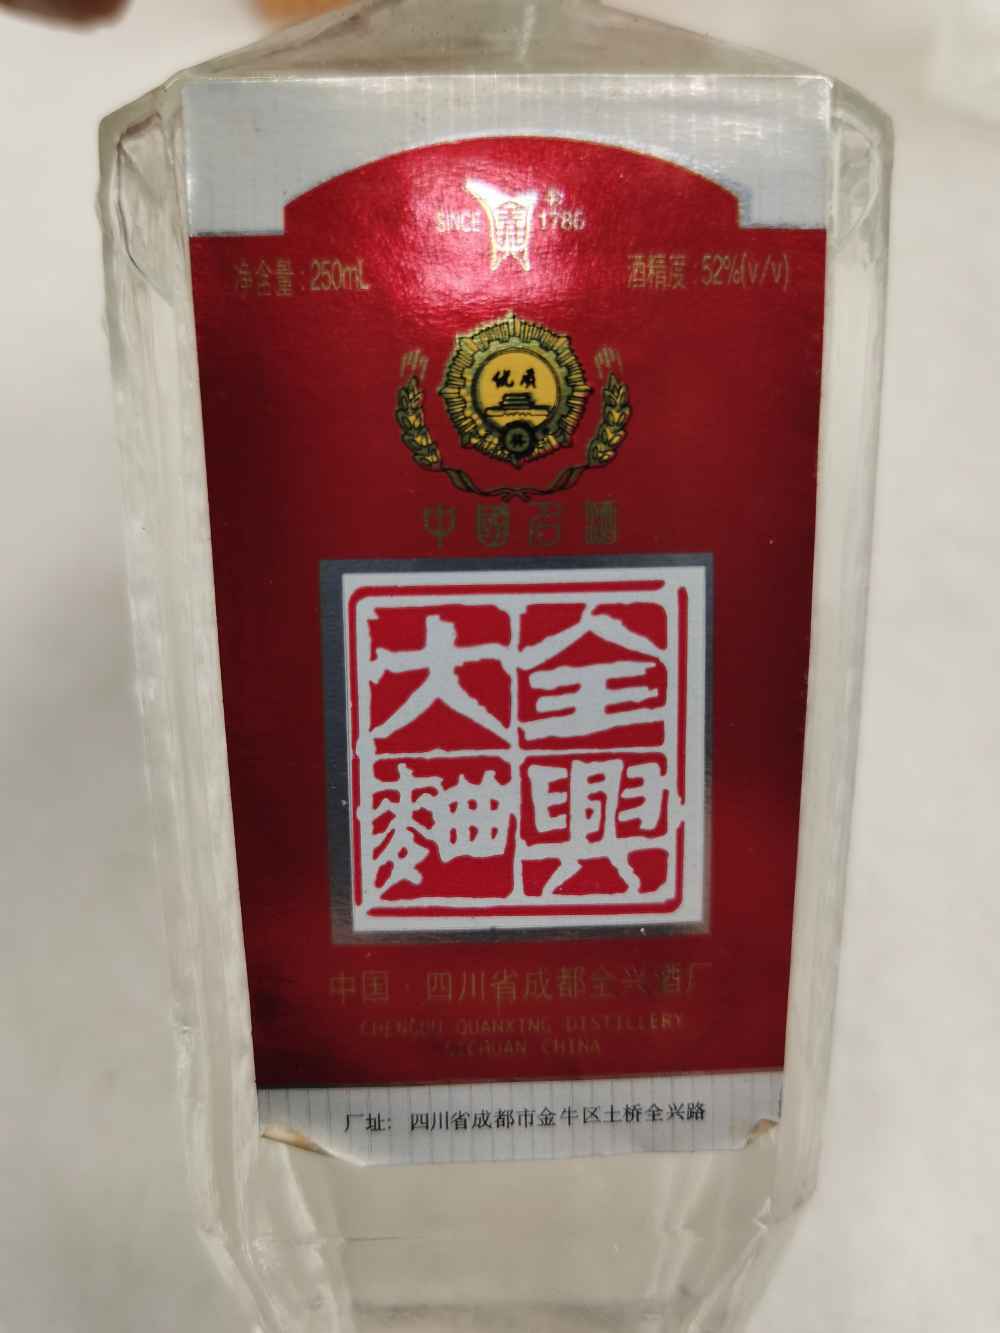 SINCE 1786
净含量:250mL 酒精度:52%(v/v)
优质
中國名酒
全興
大麯
中国·四川省成都全兴酒厂
CHENGDU QUANXING DISTILLERY
SICHUAN CHINA
厂址: 四川省成都市金牛区土桥全兴路